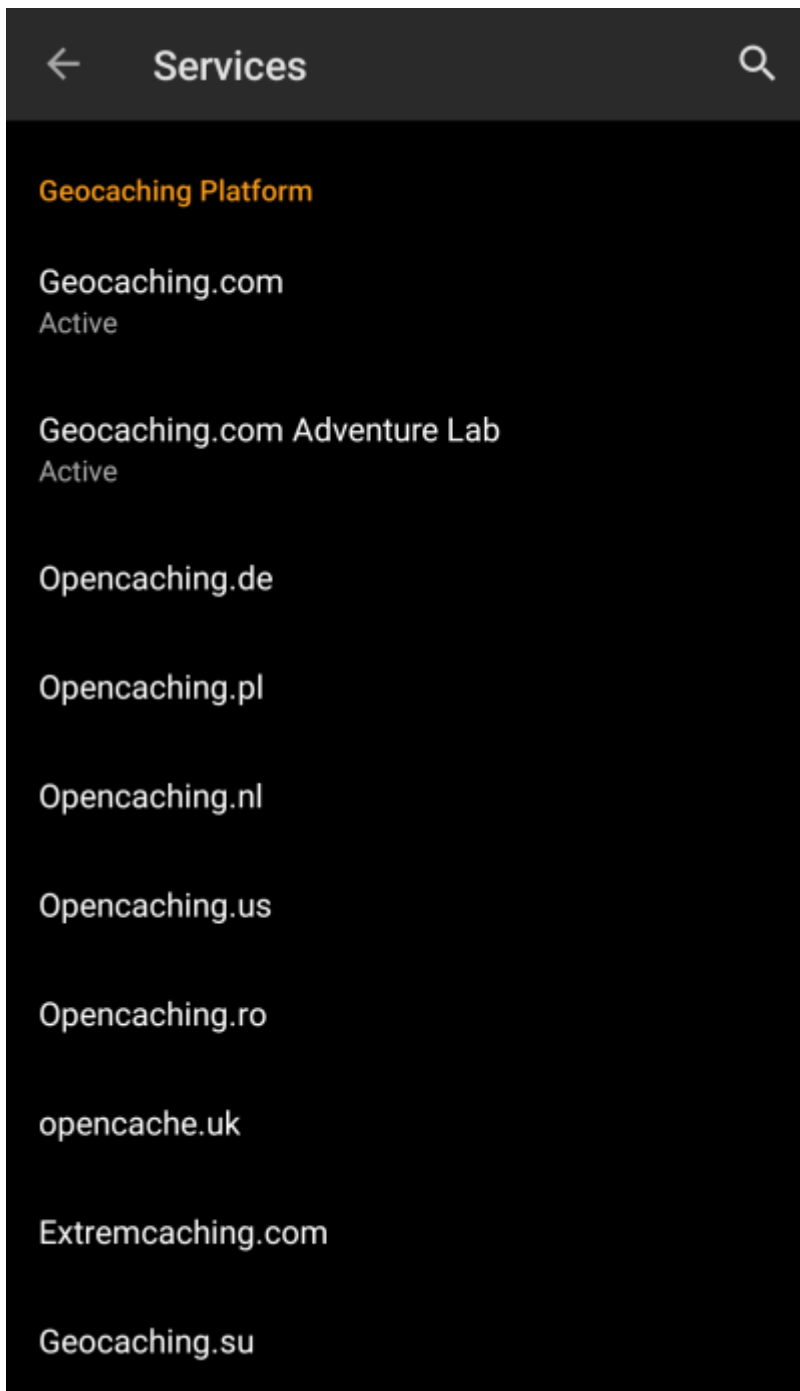 Services
Geocaching Platform
Geocaching.com
Active
Geocaching.com Adventure Lab
Active
Opencaching.de
Opencaching.pl
Opencaching.nl
Opencaching.us
Opencaching.ro
opencache.uk
Extremcaching.com
Geocaching.su